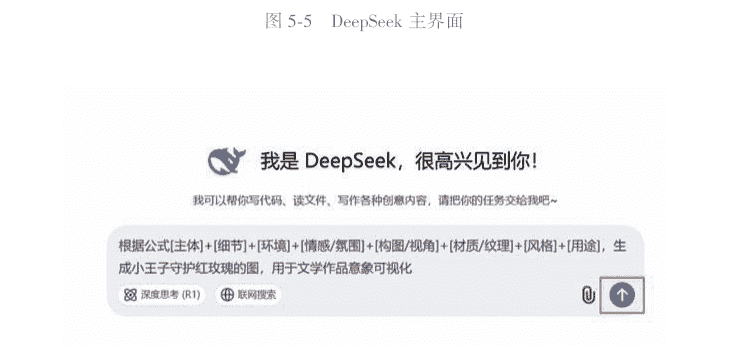 图 5-5 DeepSeek 主界面
我是 DeepSeek，很高兴见到你！
我可以帮你写代码、读文件、写作各种创意内容，请把你的任务交给我吧~
根据公式[主体]+[细节]+[环境]+[情感/氛围]+[构图/视角]+[材质/纹理]+[风格]+[用途]，生
成小王子守护红玫瑰的图，用于文学作品意象可视化
深度思考 (R1) 联网搜索